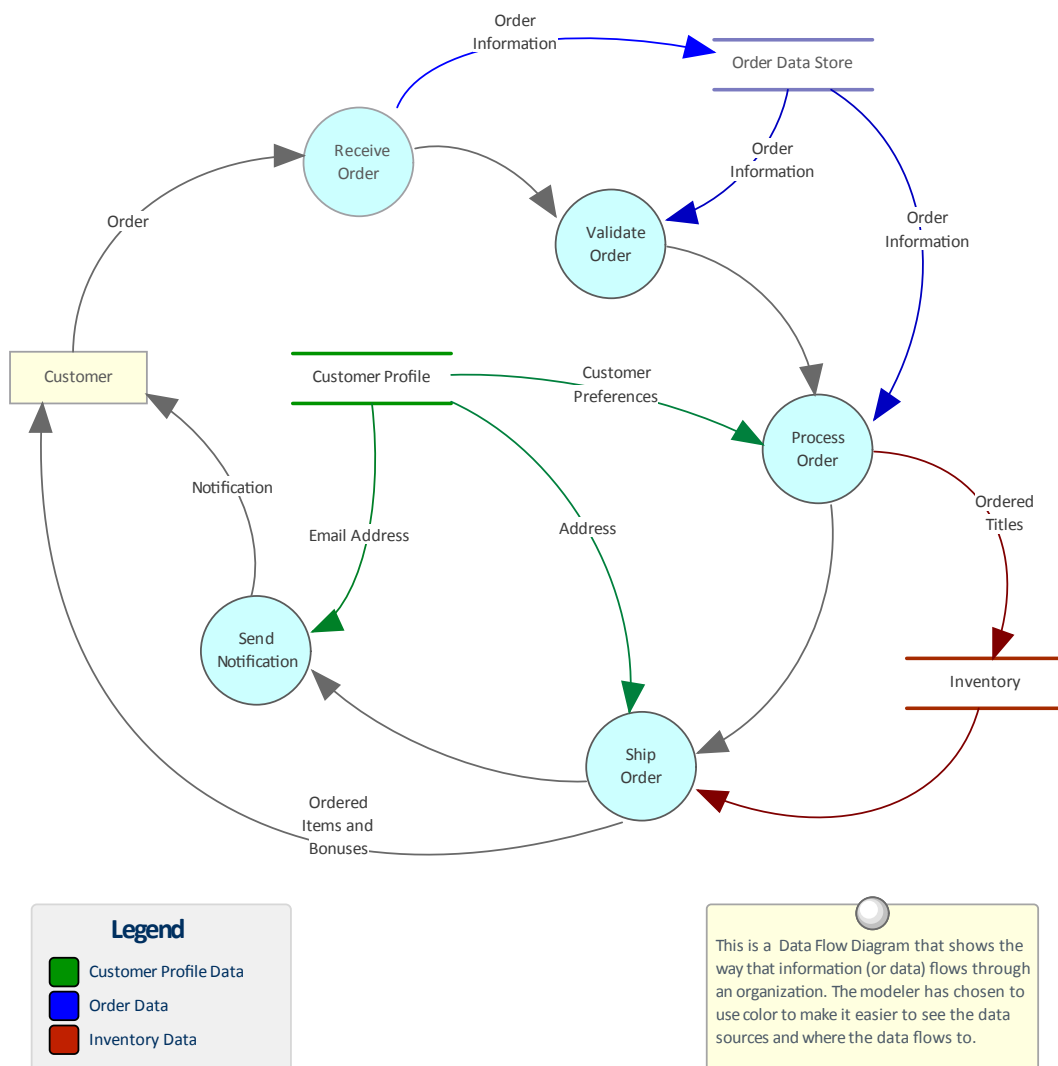 Order
Information
Order Data Store
Receive
Order
Order
Information
Order
Validate
Order
Order
Information
Customer
Customer Profile
Customer
Preferences
Process
Order
Notification
Email Address
Address
Ordered
Titles
Send
Notification
Inventory
Ship
Order
Ordered
Items and
Bonuses
Legend
Customer Profile Data
Order Data
Inventory Data
This is a Data Flow Diagram that shows the
way that information (or data) flows through
an organization. The modeler has chosen to
use color to make it easier to see the data
sources and where the data flows to.